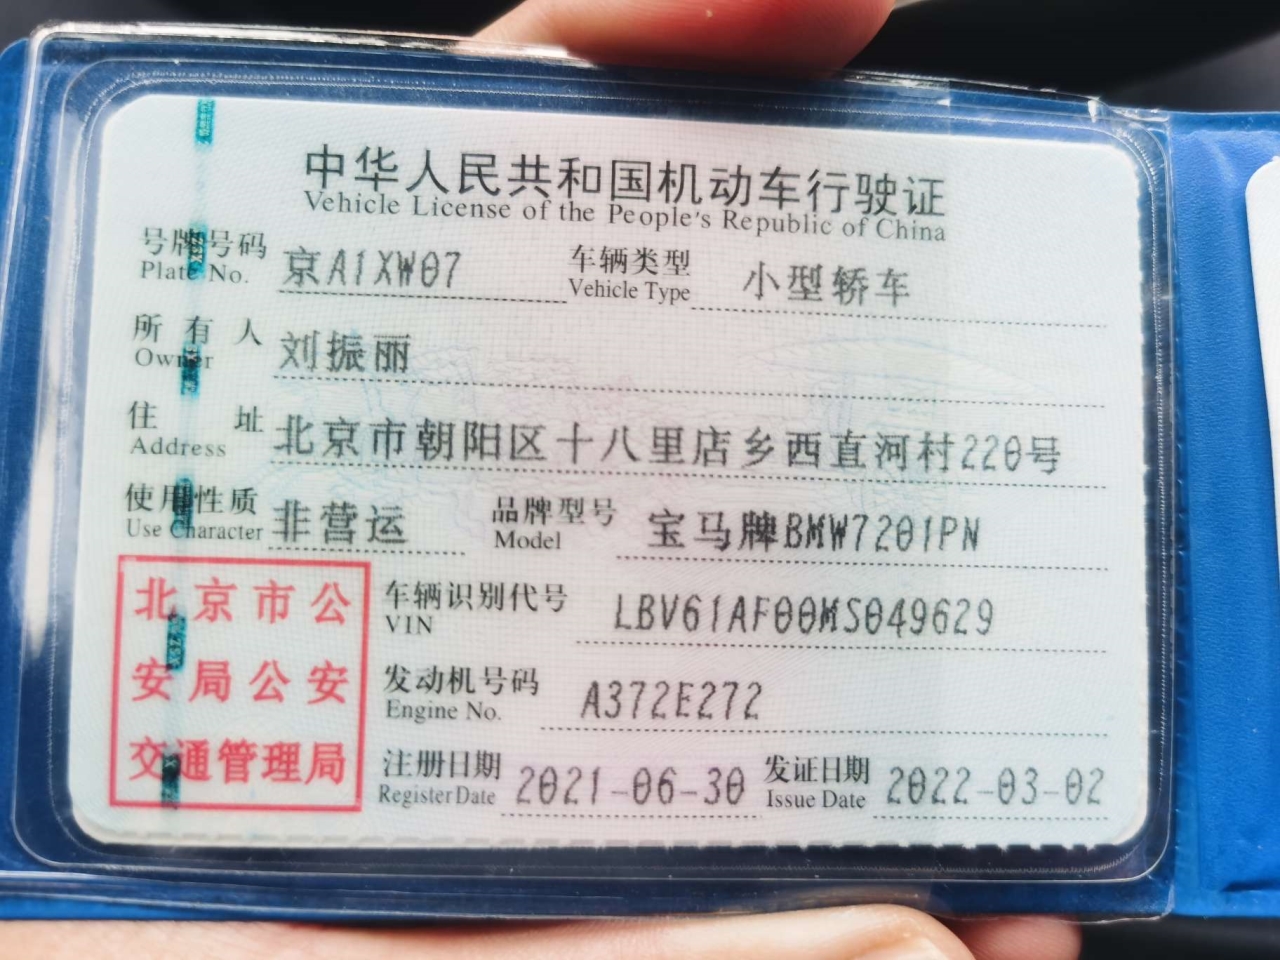 中华人民共和国机动车行驶证
Vehicle License of the People's Republic of China
号牌号码 京A1XW07 车辆类型 小型轿车
Plate No. Vehicle Type
所有人 刘振丽
Owner
住址 北京市朝阳区十八里店乡西直河村220号
Address
使用性质 非营运 品牌型号 宝马牌BMW7201PN
Use Character Model
北京市公
安局公安
交通管理局
车辆识别代号 LBV61AF00MS049629
VIN
发动机号码 A372E272
Engine No.
注册日期 2021-06-30 发证日期 2022-03-02
Register Date Issue Date